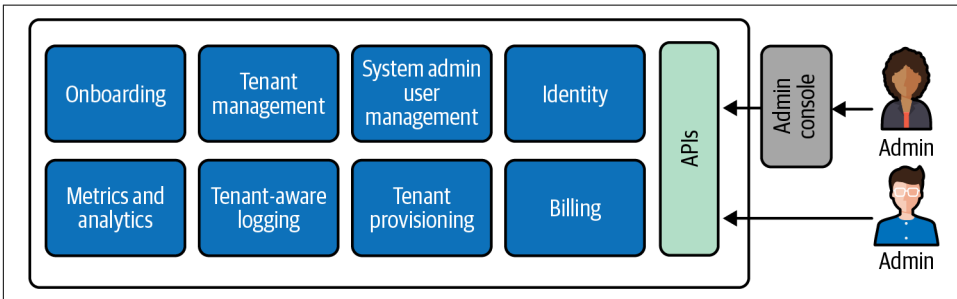 Onboarding
Tenant
management
System admin
user
management
Identity
Metrics and
analytics
Tenant-aware
logging
Tenant
provisioning
Billing
APIs
Admin
console
Admin
Admin